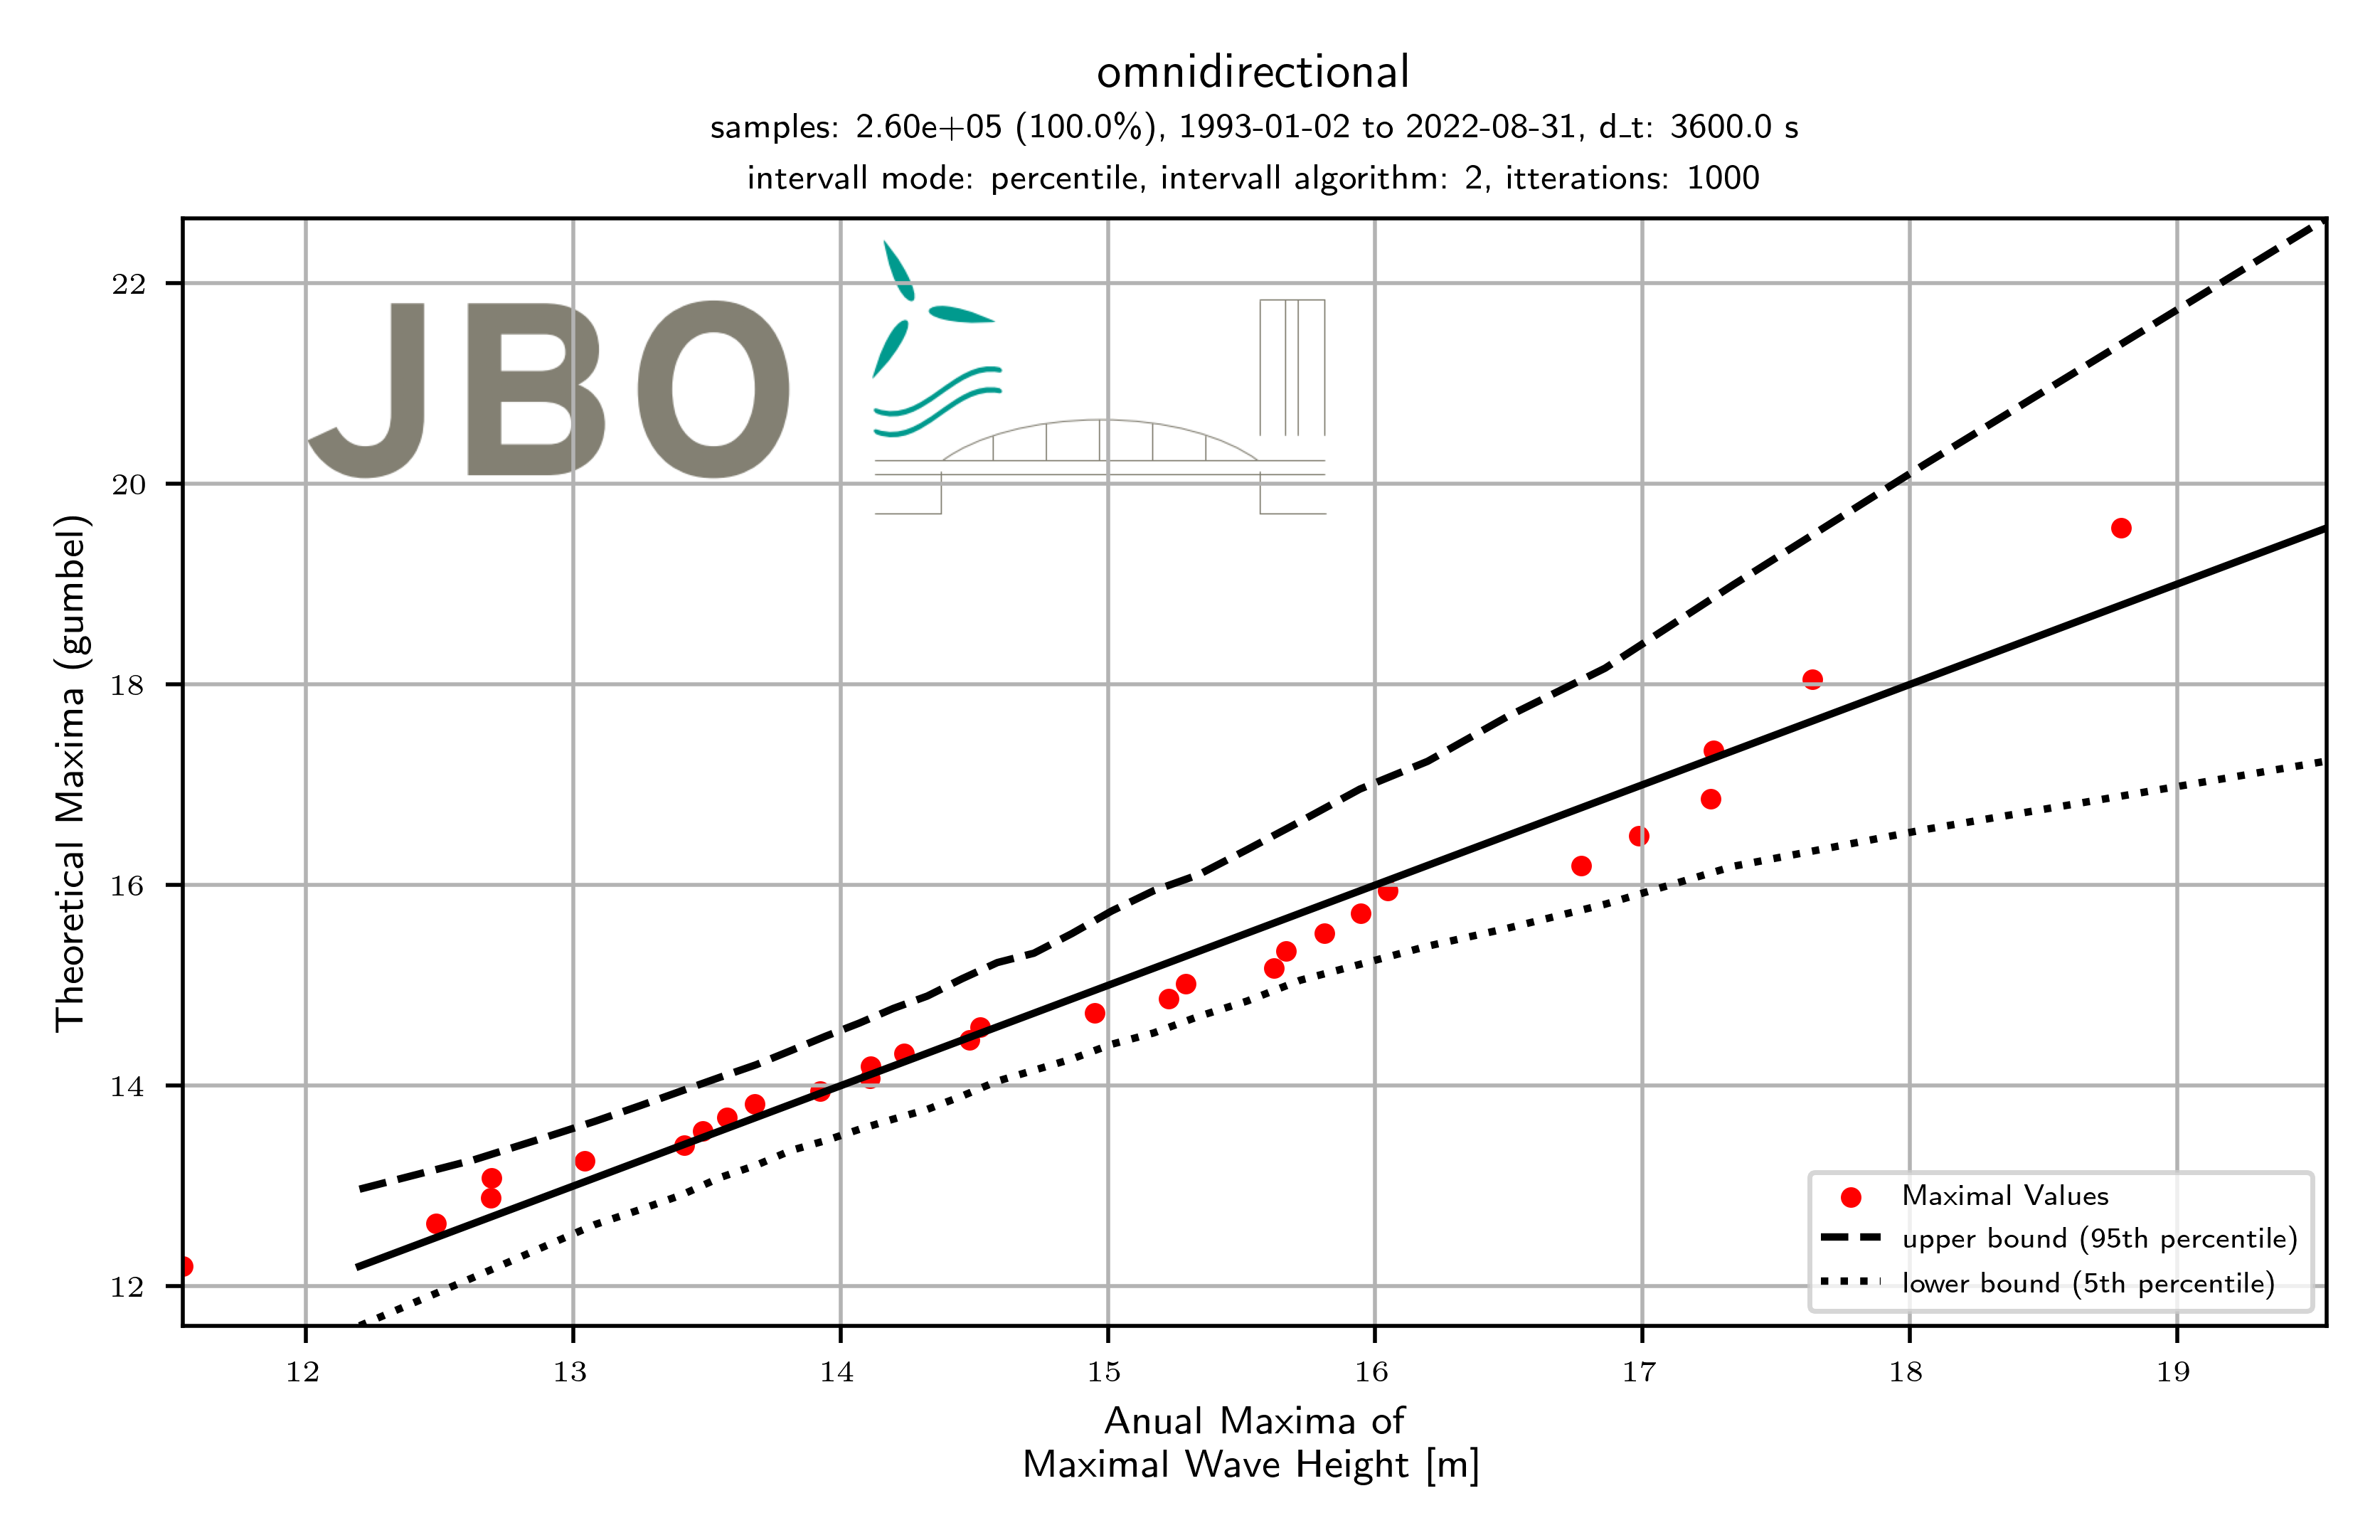 omnidirectional
samples: 2.60e+05 (100.0%), 1993-01-02 to 2022-08-31, d_t: 3600.0 s
intervall mode: percentile, intervall algorithm: 2, itterations: 1000
JBO
Theoretical Maxima (gumbel)
22
20
18
16
14
12
Maximal Values
upper bound (95th percentile)
lower bound (5th percentile)
12 13 14 15 16 17 18 19
Anual Maxima of
Maximal Wave Height [m]